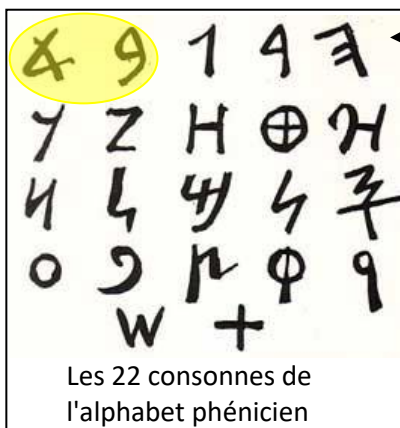 𐤀 𐤁 𐤂 𐤃 𐤄
𐤅 𐤆 𐤇 𐤈 𐤉
𐤊 𐤋 𐤌 𐤍 𐤎
𐤏 𐤐 𐤑 𐤒 𐤓
𐤔 𐤕
Les 22 consonnes de
l'alphabet phénicien